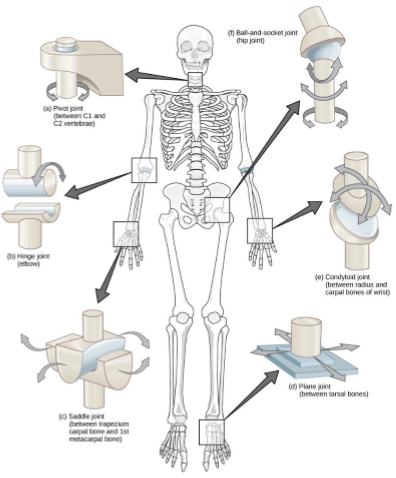 (f) Ball-and-socket joint
(hip joint)
(a) Pivot joint
(between C1 and
C2 vertebrae)
(b) Hinge joint
(elbow)
(e) Condyloid joint
(between radius and
carpal bones of wrist)
(c) Saddle joint
(between trapezium
carpal bone and 1st
metacarpal bone)
(d) Plane joint
(between tarsal bones)